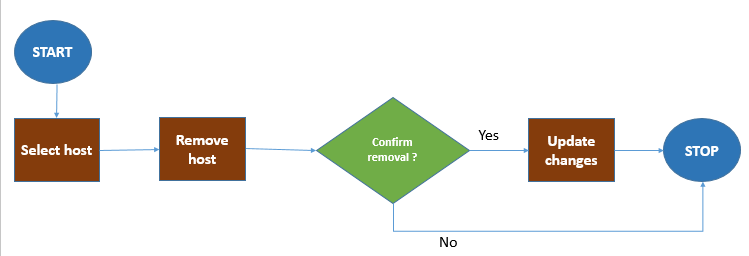 START
Select host
Remove
host
Confirm
removal ?
Yes
Update
changes
STOP
No